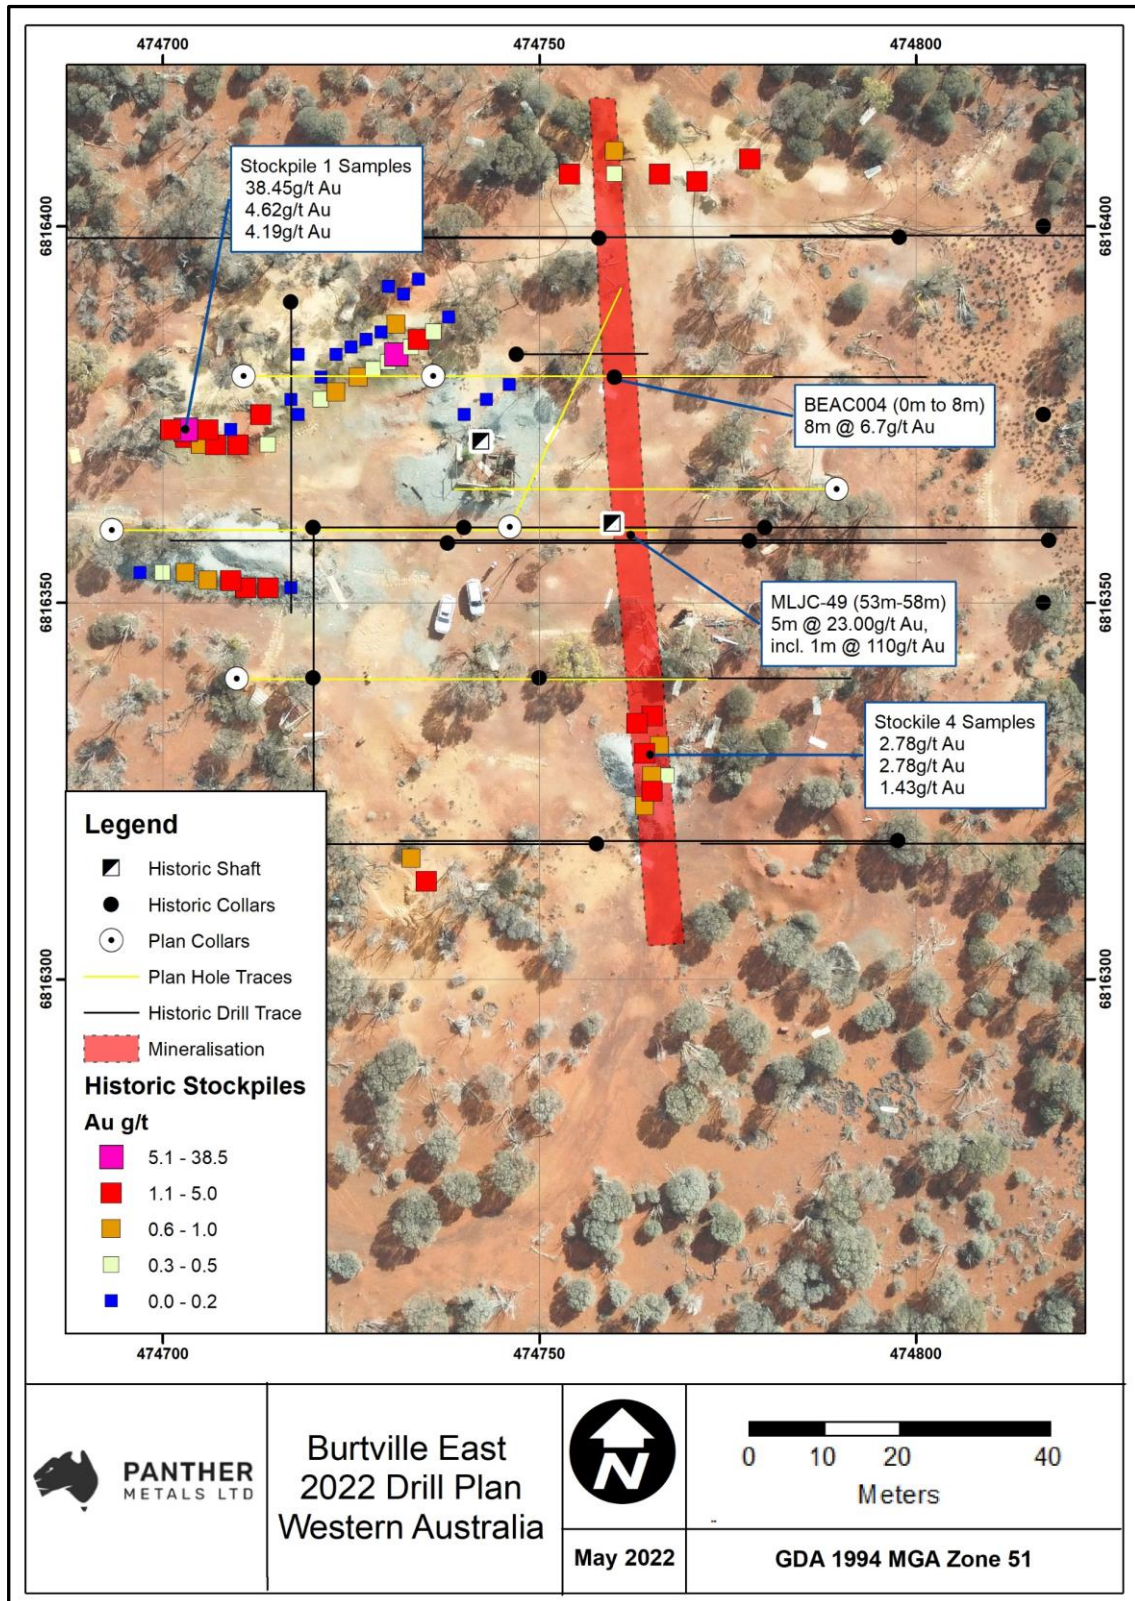 474700
474750
474800
6816400
6816400
Stockpile 1 Samples
38.45g/t Au
4.62g/t Au
4.19g/t Au
BEAC004 (0m to 8m)
8m @ 6.7g/t Au
6816350
6816350
MLJC-49 (53m-58m)
5m @ 23.00g/t Au,
incl. 1m @ 110g/t Au
Stockile 4 Samples
2.78g/t Au
2.78g/t Au
1.43g/t Au
6816300
6816300
Legend
Historic Shaft
Historic Collars
Plan Collars
Plan Hole Traces
Historic Drill Trace
Mineralisation
Historic Stockpiles
Au g/t
5.1 - 38.5
1.1 - 5.0
0.6 - 1.0
0.3 - 0.5
0.0 - 0.2
474700
474750
474800
PANTHER
METALS LTD
Burtville East
2022 Drill Plan
Western Australia
N
May 2022
0 10 20 40
Meters
GDA 1994 MGA Zone 51